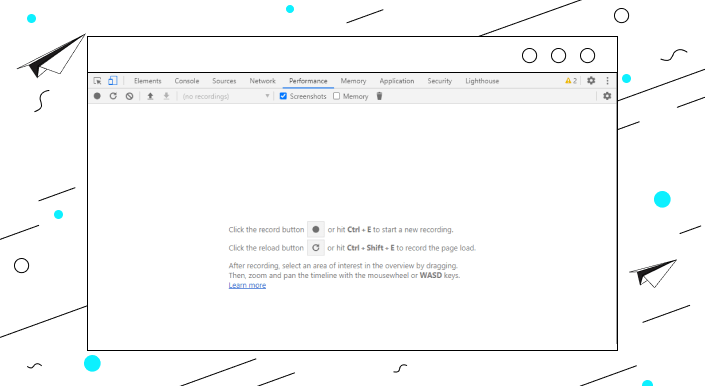 Elements Console Sources Network Performance Memory Application Security Lighthouse 2
(no recordings) Screenshots Memory
Click the record button or hit Ctrl + E to start a new recording.
Click the reload button or hit Ctrl + Shift + E to record the page load.
After recording, select an area of interest in the overview by dragging.
Then, zoom and pan the timeline with the mousewheel or WASD keys.
Learn more